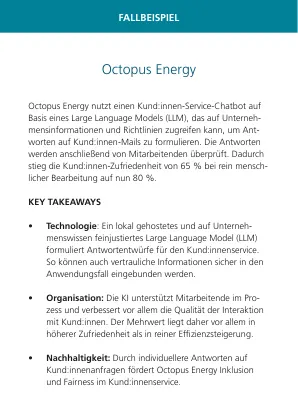 FALLBEISPIEL
Octopus Energy
Octopus Energy nutzt einen Kund:innen-Service-Chatbot auf
Basis eines Large Language Models (LLM), das auf Unterneh-
mensinformationen und Richtlinien zugreifen kann, um Ant-
worten auf Kund:innen-Mails zu formulieren. Die Antworten
werden anschließend von Mitarbeitenden überprüft. Dadurch
stieg die Kund:innen-Zufriedenheit von 65 % bei rein mensch-
licher Bearbeitung auf nun 80 %.
KEY TAKEAWAYS
• Technologie: Ein lokal gehostetes und auf Unterneh-
menswissen feinjustiertes Large Language Model (LLM)
formuliert Antwortentwürfe für den Kund:innenservice.
So können auch vertrauliche Informationen sicher in den
Anwendungsfall eingebunden werden.
• Organisation: Die KI unterstützt Mitarbeitende im Pro-
zess und verbessert vor allem die Qualität der Interaktion
mit Kund:innen. Der Mehrwert liegt daher vor allem in
höherer Zufriedenheit als in reiner Effizienzsteigerung.
• Nachhaltigkeit: Durch individuellere Antworten auf
Kund:innenanfragen fördert Octopus Energy Inklusion
und Fairness im Kund:innenservice.